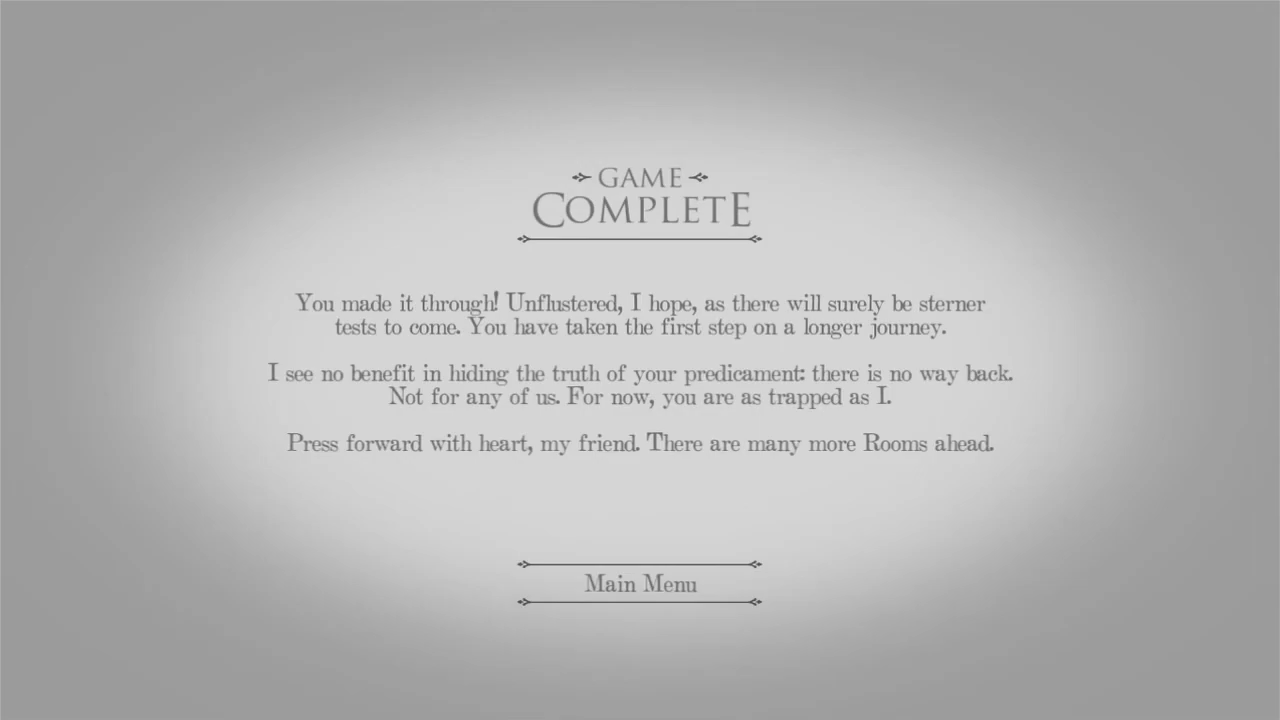 GAME
COMPLETE
You made it through! Unflustered, I hope, as there will surely be sterner
tests to come. You have taken the first step on a longer journey.
I see no benefit in hiding the truth of your predicament: there is no way back.
Not for any of us. For now, you are as trapped as I.
Press forward with heart, my friend. There are many more Rooms ahead.
Main Menu